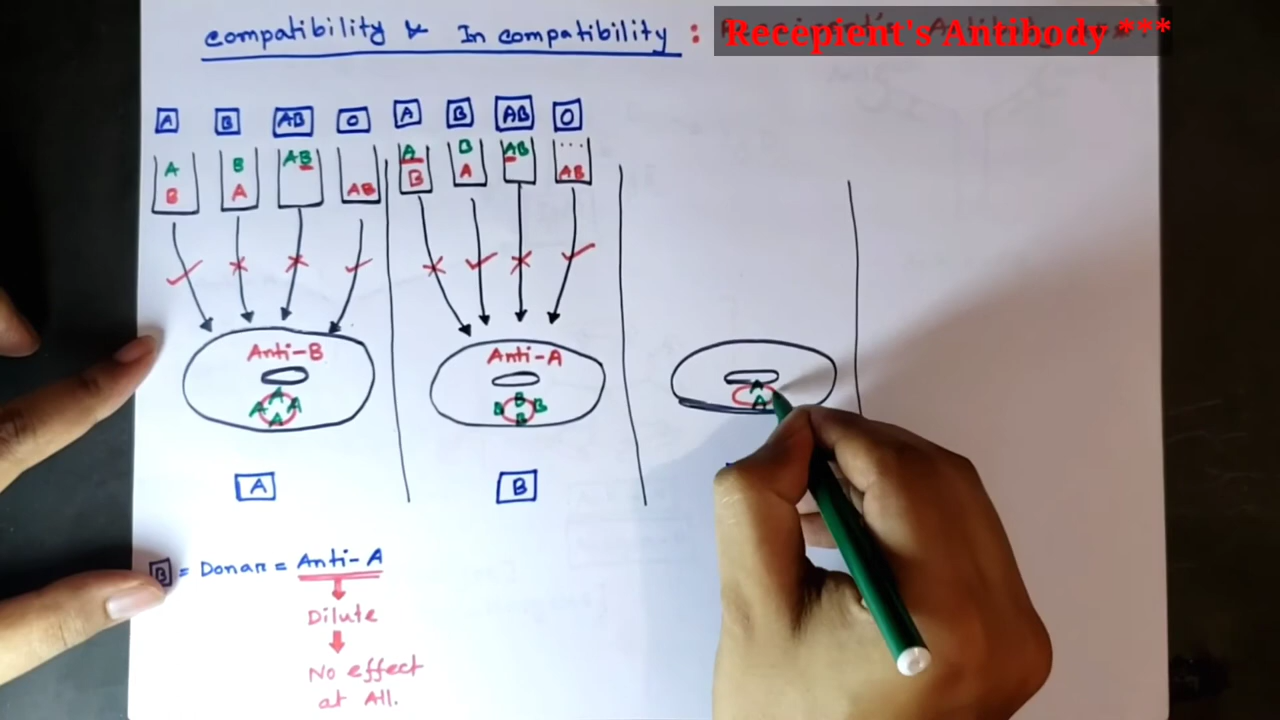 compatibility & In compatibility :
Recepient's Antibody ***
A B AB O A B AB O
A B AB A B AB ...
B A AB B A AB
Anti-B Anti-A
A B A
A A B B A
A B
A B
B = Donar = Anti-A
Dilute
No effect
at All.